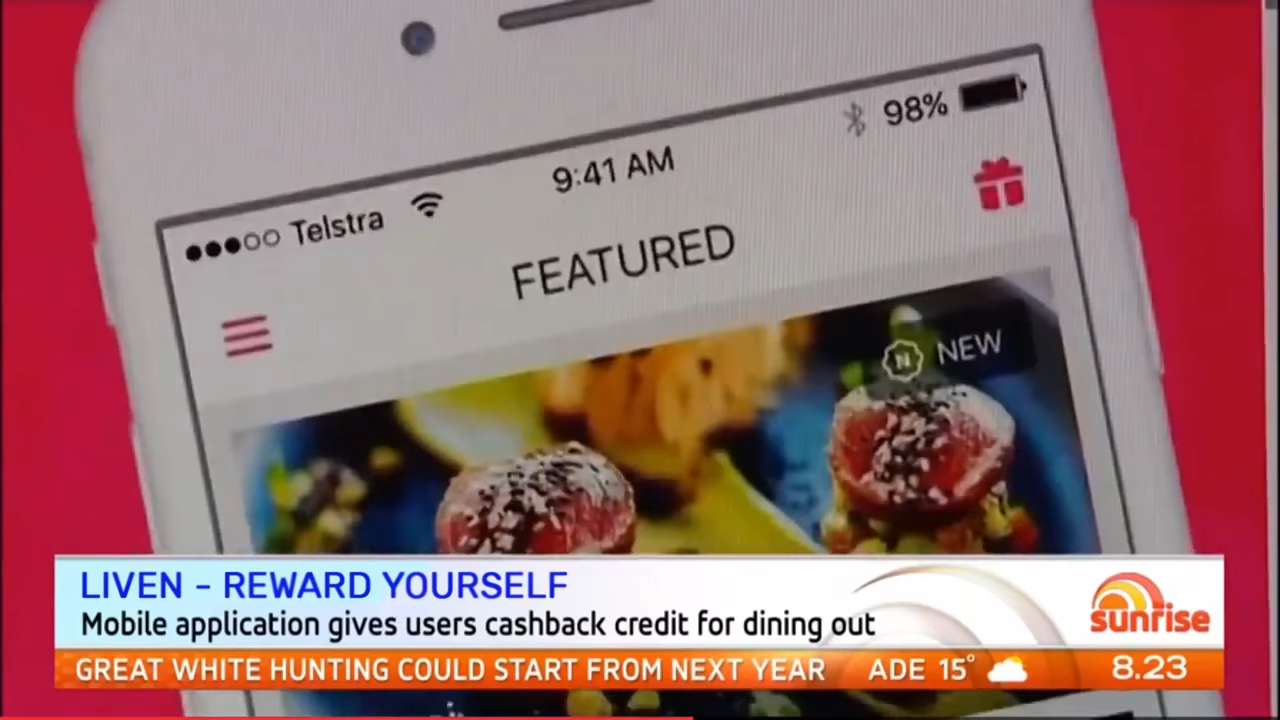 98%
9:41 AM
Telstra
FEATURED
N NEW
LIVEN - REWARD YOURSELF
Mobile application gives users cashback credit for dining out
sunrise
GREAT WHITE HUNTING COULD START FROM NEXT YEAR ADE 15° 8.23